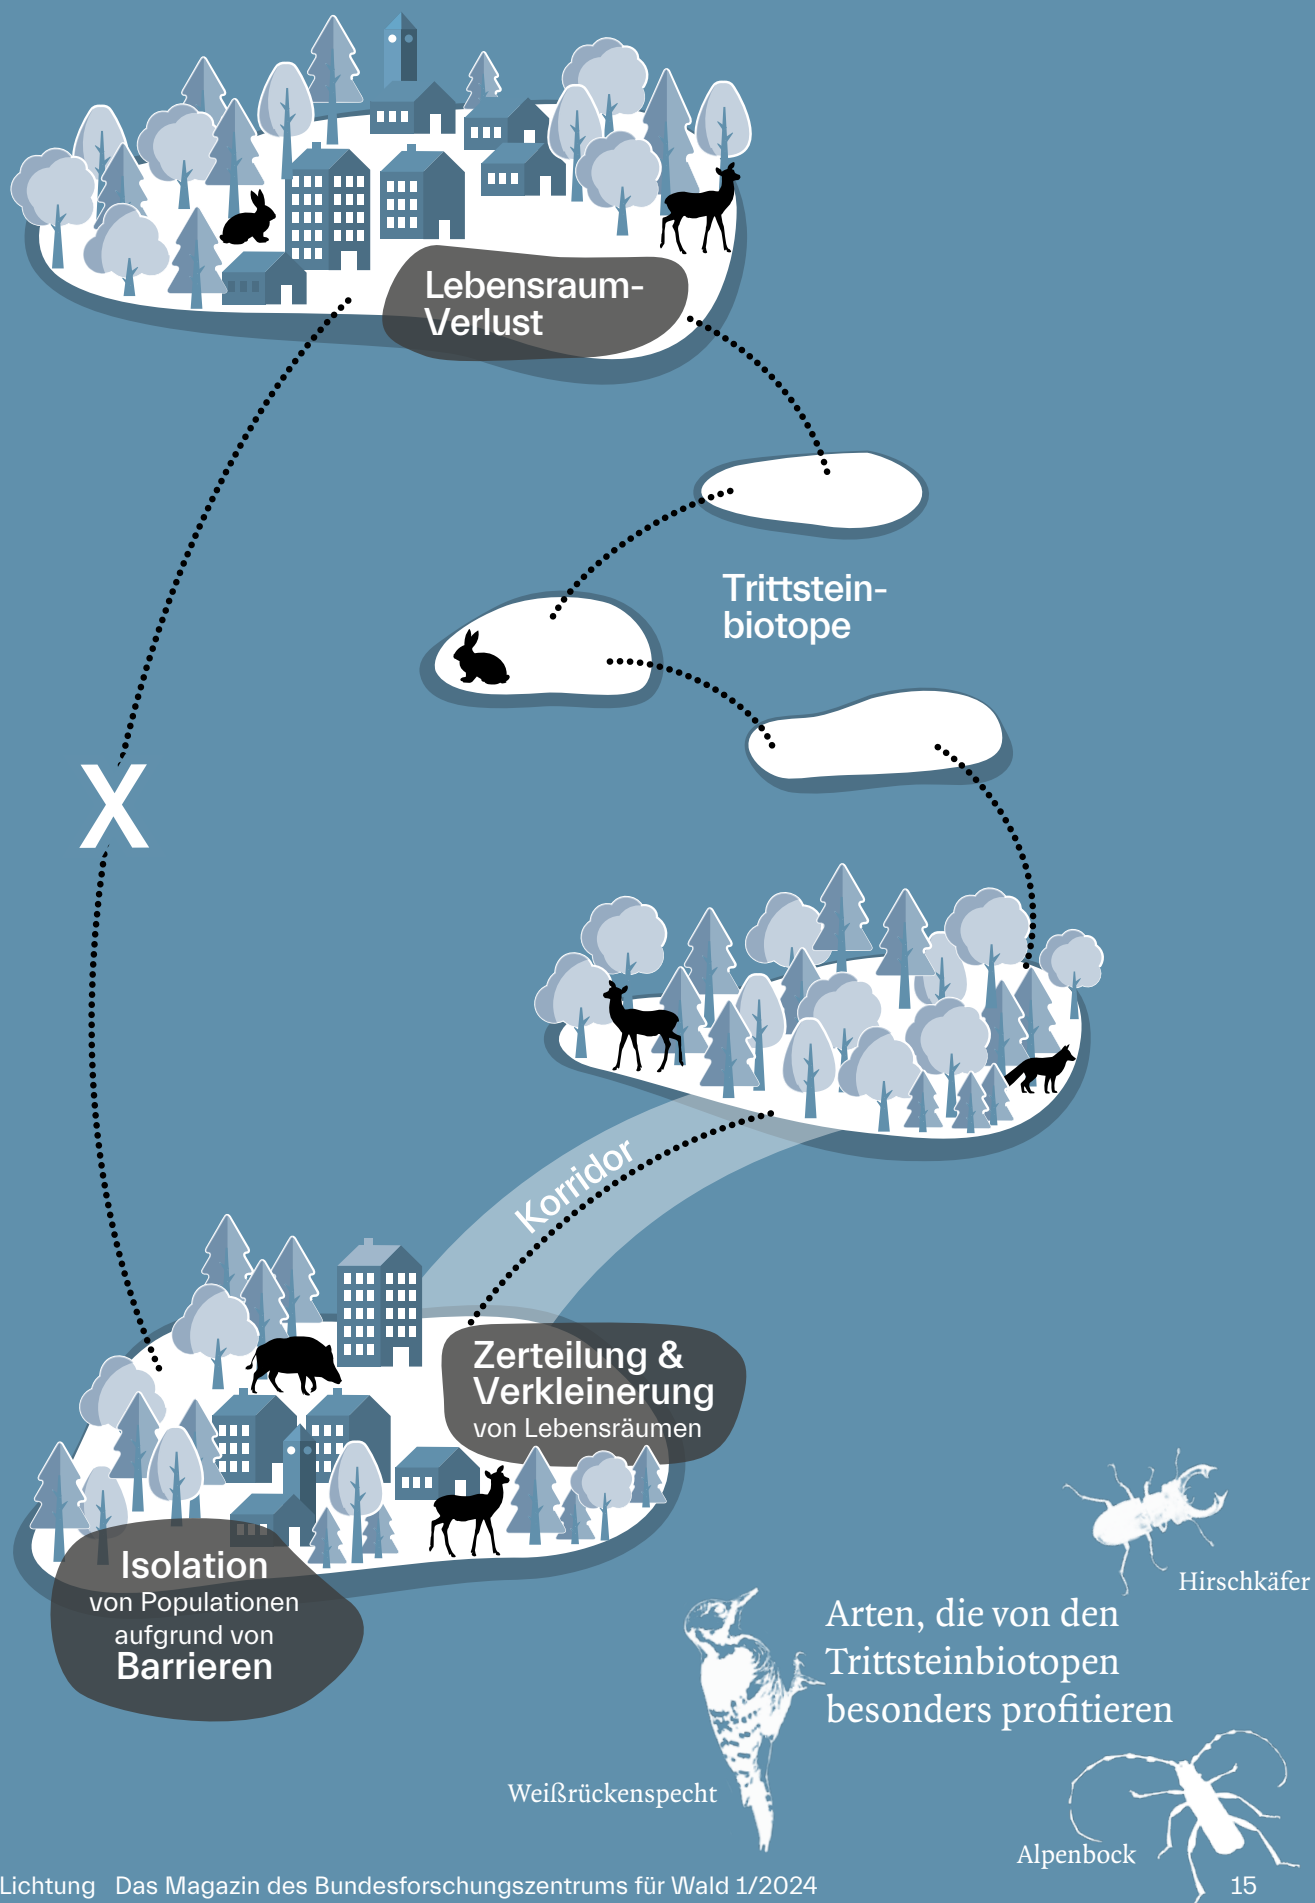 Lebensraum-
Verlust
Trittstein-
biotope
X
Korridor
Zerteilung &
Verkleinerung
von Lebensräumen
Isolation
von Populationen
aufgrund von
Barrieren
Hirschkäfer
Arten, die von den
Trittsteinbiotopen
besonders profitieren
Weißrückenspecht
Alpenbock
Lichtung Das Magazin des Bundesforschungszentrums für Wald 1/2024 15